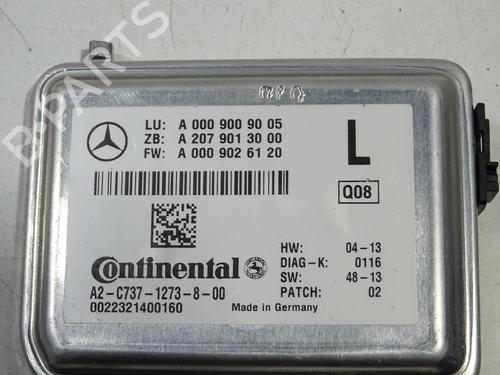 B-PARTS
LU: A 000 900 90 05
ZB: A 207 901 30 00
FW: A 000 902 61 20
L
Q08
Continental
HW: 04-13
DIAG-K: 0116
SW: 48-13
PATCH: 02
A2-C737-1273-8-00
0022321400160
Made in Germany